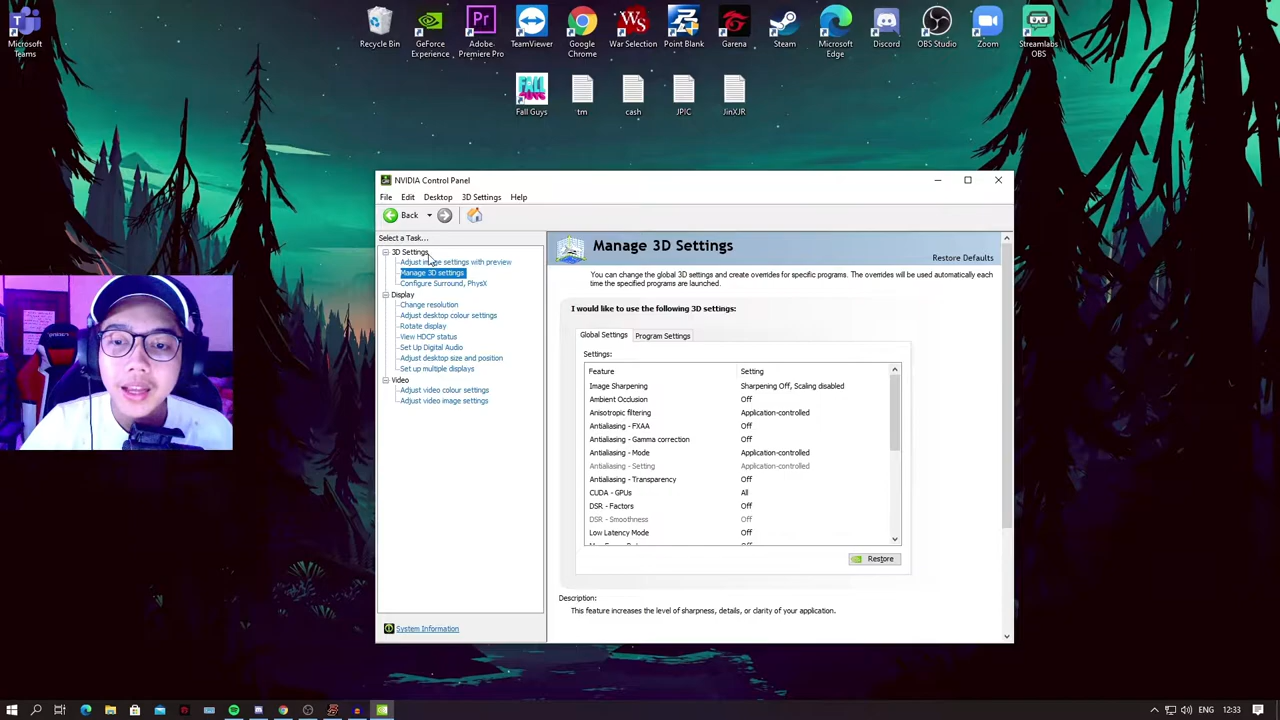 Microsoft
Teams
Recycle Bin
GeForce
Experience
Adobe
Premiere Pro
TeamViewer
Google
Chrome
War Selection
Point Blank
Garena
Steam
Microsoft
Edge
Discord
OBS Studio
Zoom
Streamlabs
OBS
Fall Guys
tm
cash
JPIC
JinXJR
NVIDIA Control Panel
File Edit Desktop 3D Settings Help
Back
Select a Task...
3D Settings
Adjust image settings with preview
Manage 3D settings
Configure Surround, PhysX
Display
Change resolution
Adjust desktop colour settings
Rotate display
View HDCP status
Set Up Digital Audio
Adjust desktop size and position
Set up multiple displays
Video
Adjust video colour settings
Adjust video image settings
System Information
Manage 3D Settings
Restore Defaults
You can change the global 3D settings and create overrides for specific programs. The overrides will be used automatically each
time the specified programs are launched.
I would like to use the following 3D settings:
Global Settings Program Settings
Settings:
Feature Setting
Image Sharpening Sharpening Off, Scaling disabled
Ambient Occlusion Off
Anisotropic filtering Application-controlled
Antialiasing - FXAA Off
Antialiasing - Gamma correction Off
Antialiasing - Mode Application-controlled
Antialiasing - Setting Application-controlled
Antialiasing - Transparency Off
CUDA - GPUs All
DSR - Factors Off
DSR - Smoothness Off
Low Latency Mode Off
Restore
Description:
This feature increases the level of sharpness, details, or clarity of your application.
ENG 12:33